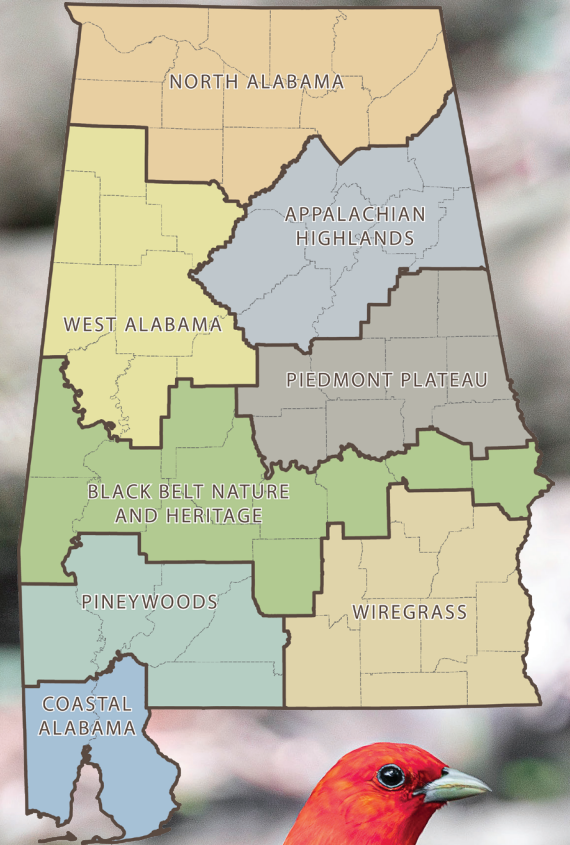 NORTH ALABAMA
APPALACHIAN
HIGHLANDS
WEST ALABAMA
PIEDMONT PLATEAU
BLACK BELT NATURE
AND HERITAGE
PINEYWOODS
WIREGRASS
COASTAL
ALABAMA